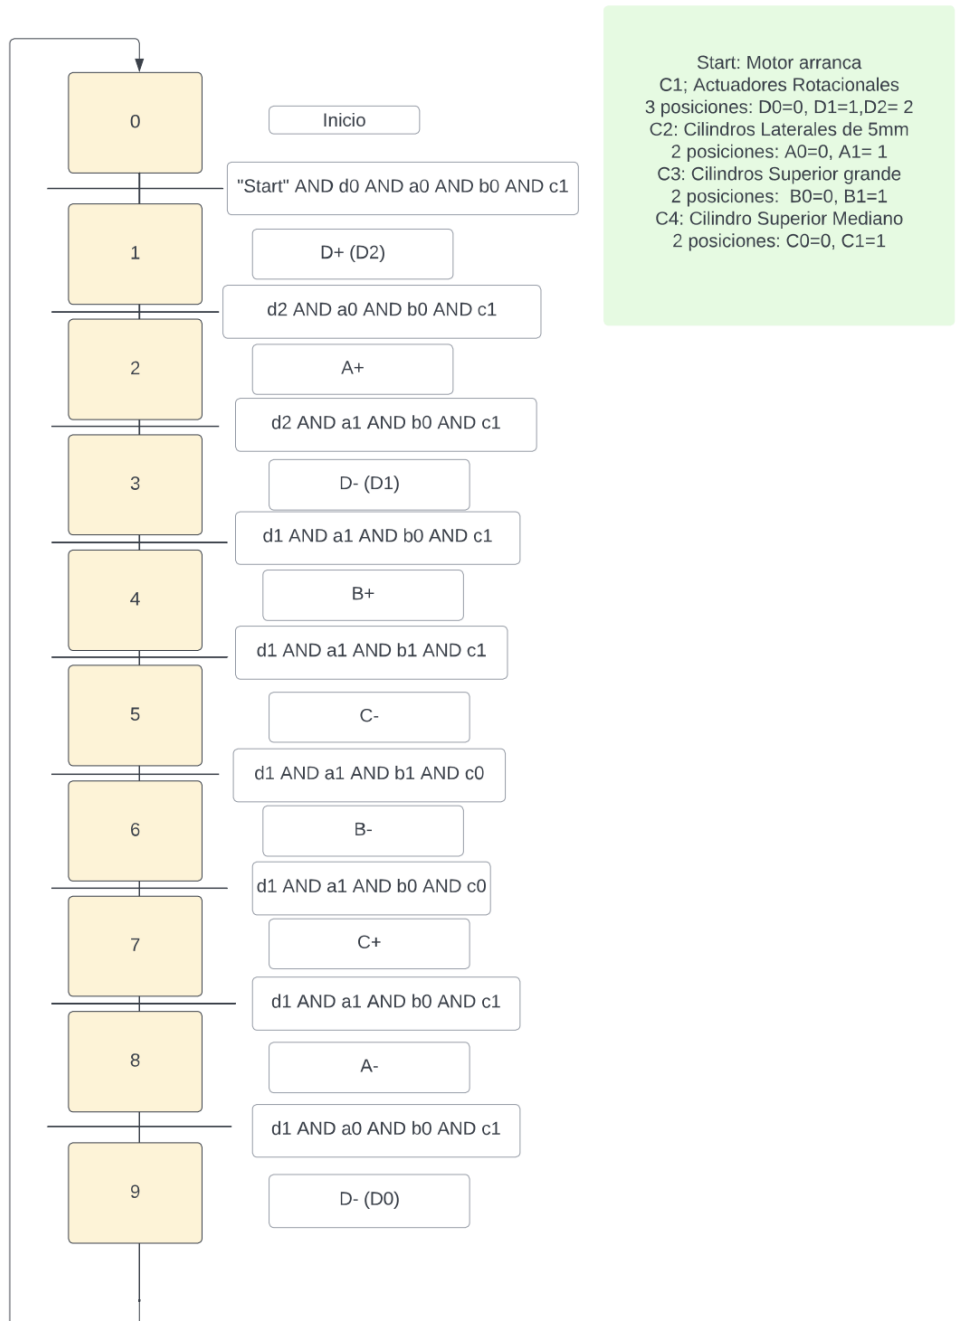 Start: Motor arranca
C1; Actuadores Rotacionales
3 posiciones: D0=0, D1=1,D2= 2
C2: Cilindros Laterales de 5mm
2 posiciones: A0=0, A1= 1
C3: Cilindros Superior grande
2 posiciones:  B0=0, B1=1
C4: Cilindro Superior Mediano
2 posiciones: C0=0, C1=1
0
Inicio
"Start" AND d0 AND a0 AND b0 AND c1
1
D+ (D2)
d2 AND a0 AND b0 AND c1
2
A+
d2 AND a1 AND b0 AND c1
3
D- (D1)
d1 AND a1 AND b0 AND c1
4
B+
d1 AND a1 AND b1 AND c1
5
C-
d1 AND a1 AND b1 AND c0
6
B-
d1 AND a1 AND b0 AND c0
7
C+
d1 AND a1 AND b0 AND c1
8
A-
d1 AND a0 AND b0 AND c1
9
D- (D0)